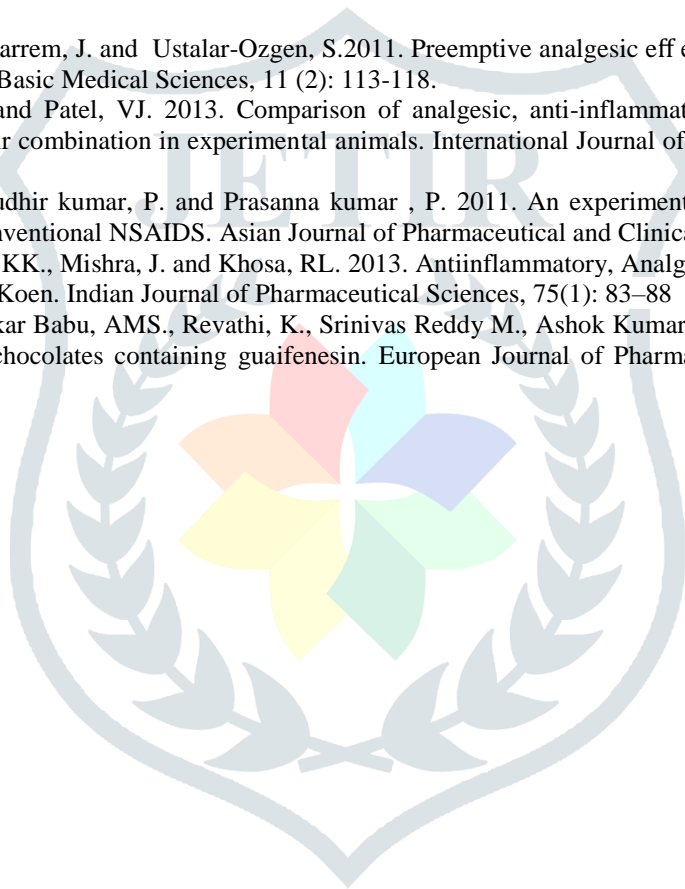 arrem, J. and Ustalar-Ozgen, S.2011. Preemptive analgesic eff e
Basic Medical Sciences, 11 (2): 113-118.
and Patel, VJ. 2013. Comparison of analgesic, anti-inflammat
ir combination in experimental animals. International Journal of
udhir kumar, P. and Prasanna kumar , P. 2011. An experiment
nventional NSAIDS. Asian Journal of Pharmaceutical and Clinica
KK., Mishra, J. and Khosa, RL. 2013. Antiinflammatory, Analg
Koen. Indian Journal of Pharmaceutical Sciences, 75(1): 83–88
kar Babu, AMS., Revathi, K., Srinivas Reddy M., Ashok Kumar
chocolates containing guaifenesin. European Journal of Pharma
JETIR